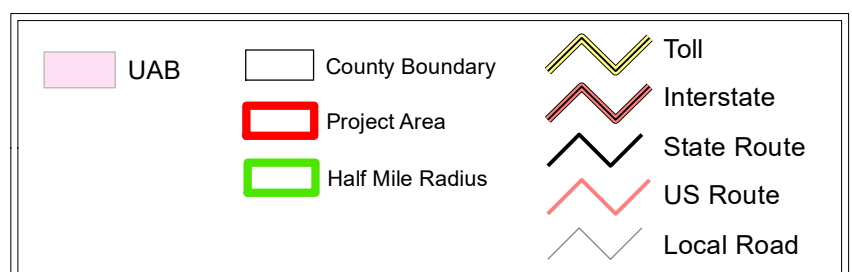 UAB
County Boundary
Project Area
Half Mile Radius
Toll
Interstate
State Route
US Route
Local Road